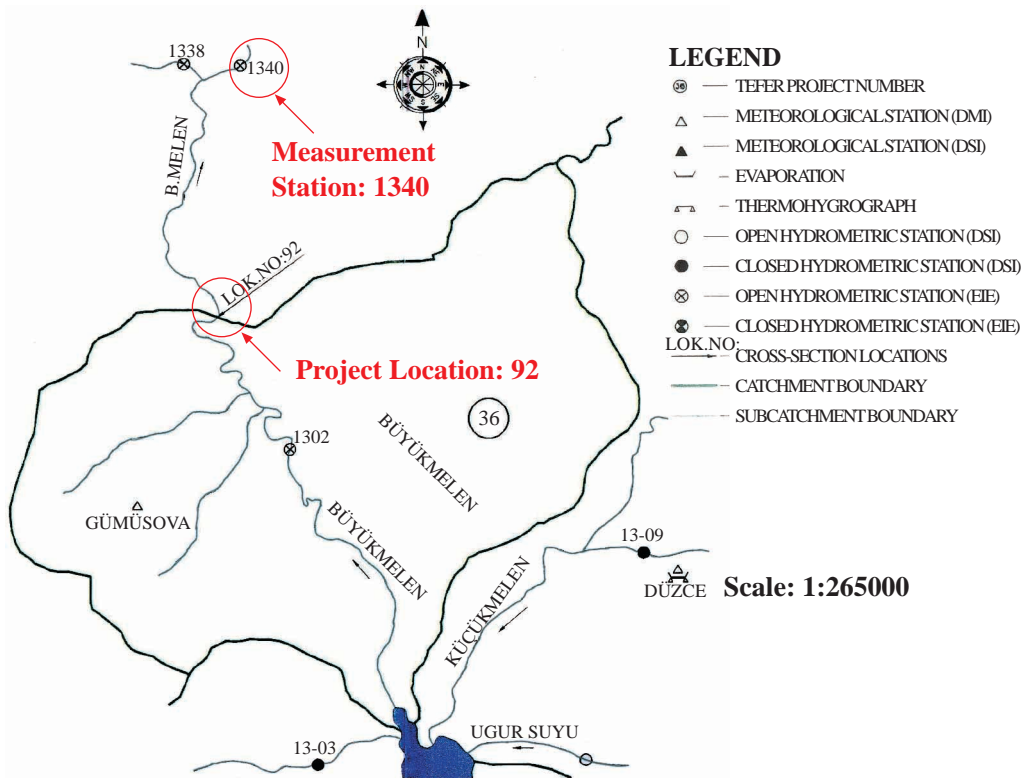 1338
1340
N
Measurement
Station: 1340
B.MELEN
LOK.NO:92
Project Location: 92
36
BÜYÜKMELEN
1302
GÜMÜSOVA
BÜYÜKMELEN
KÜÇÜKMELEN
13-09
DÜZCE
Scale: 1:265000
UGUR SUYU
13-03
LEGEND
36 TEFER PROJECT NUMBER
METEOROLOGICAL STATION (DMI)
METEOROLOGICAL STATION (DSI)
EVAPORATION
THERMOHYGROGRAPH
OPEN HYDROMETRIC STATION (DSI)
CLOSED HYDROMETRIC STATION (DSI)
OPEN HYDROMETRIC STATION (EIE)
CLOSED HYDROMETRIC STATION (EIE)
LOK.NO:
CROSS-SECTION LOCATIONS
CATCHMENT BOUNDARY
SUBCATCHMENT BOUNDARY